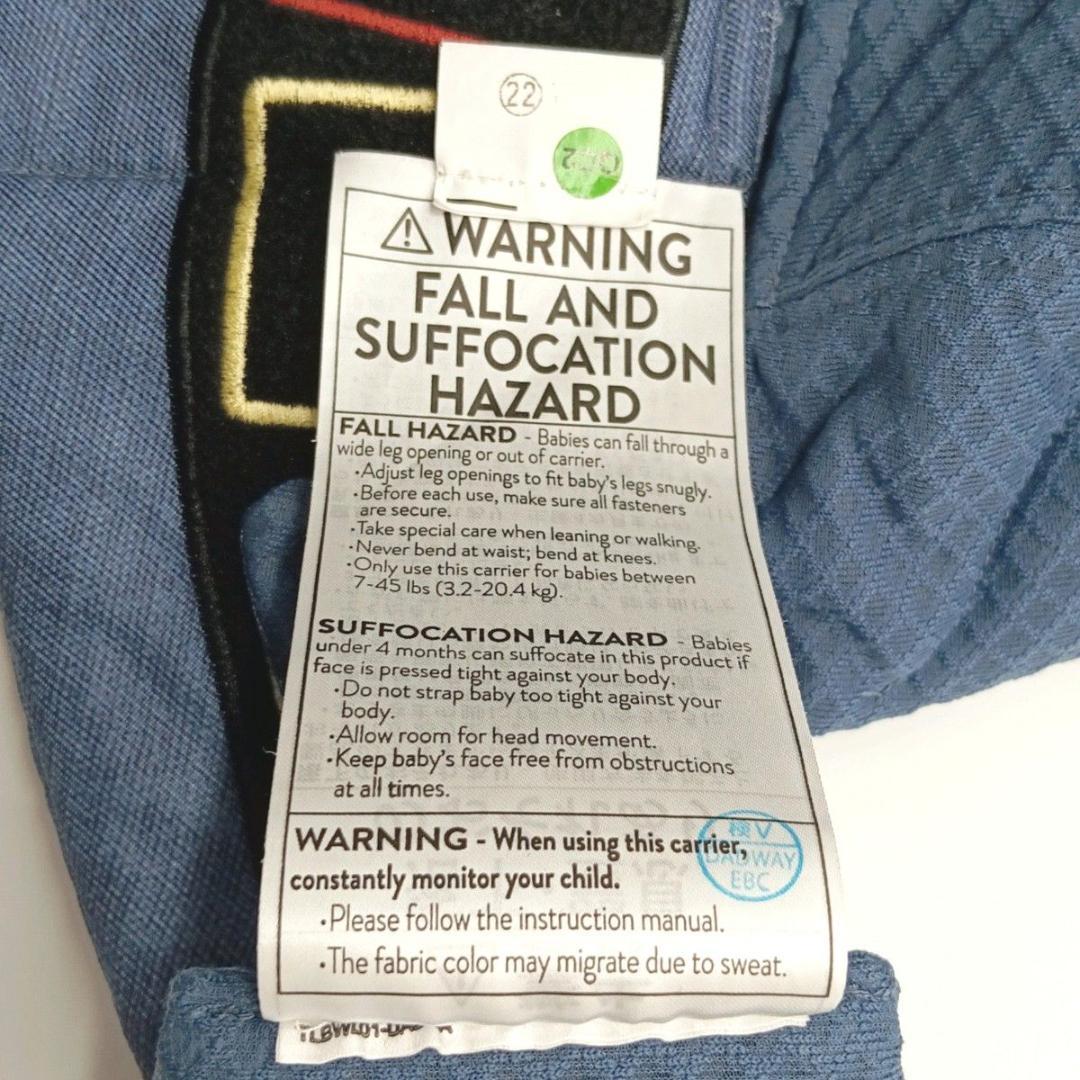 22
QC2
WARNING
FALL AND
SUFFOCATION
HAZARD
FALL HAZARD - Babies can fall through a
wide leg opening or out of carrier.
•Adjust leg openings to fit baby's legs snugly.
•Before each use, make sure all fasteners
are secure.
•Take special care when leaning or walking.
•Never bend at waist; bend at knees.
•Only use this carrier for babies between
7-45 lbs (3.2-20.4 kg).
SUFFOCATION HAZARD - Babies
under 4 months can suffocate in this product if
face is pressed tight against your body.
•Do not strap baby too tight against your
body.
•Allow room for head movement.
•Keep baby's face free from obstructions
at all times.
WARNING - When using this carrier,
constantly monitor your child.
検V
DADWAY
EBC
•Please follow the instruction manual.
•The fabric color may migrate due to sweat.